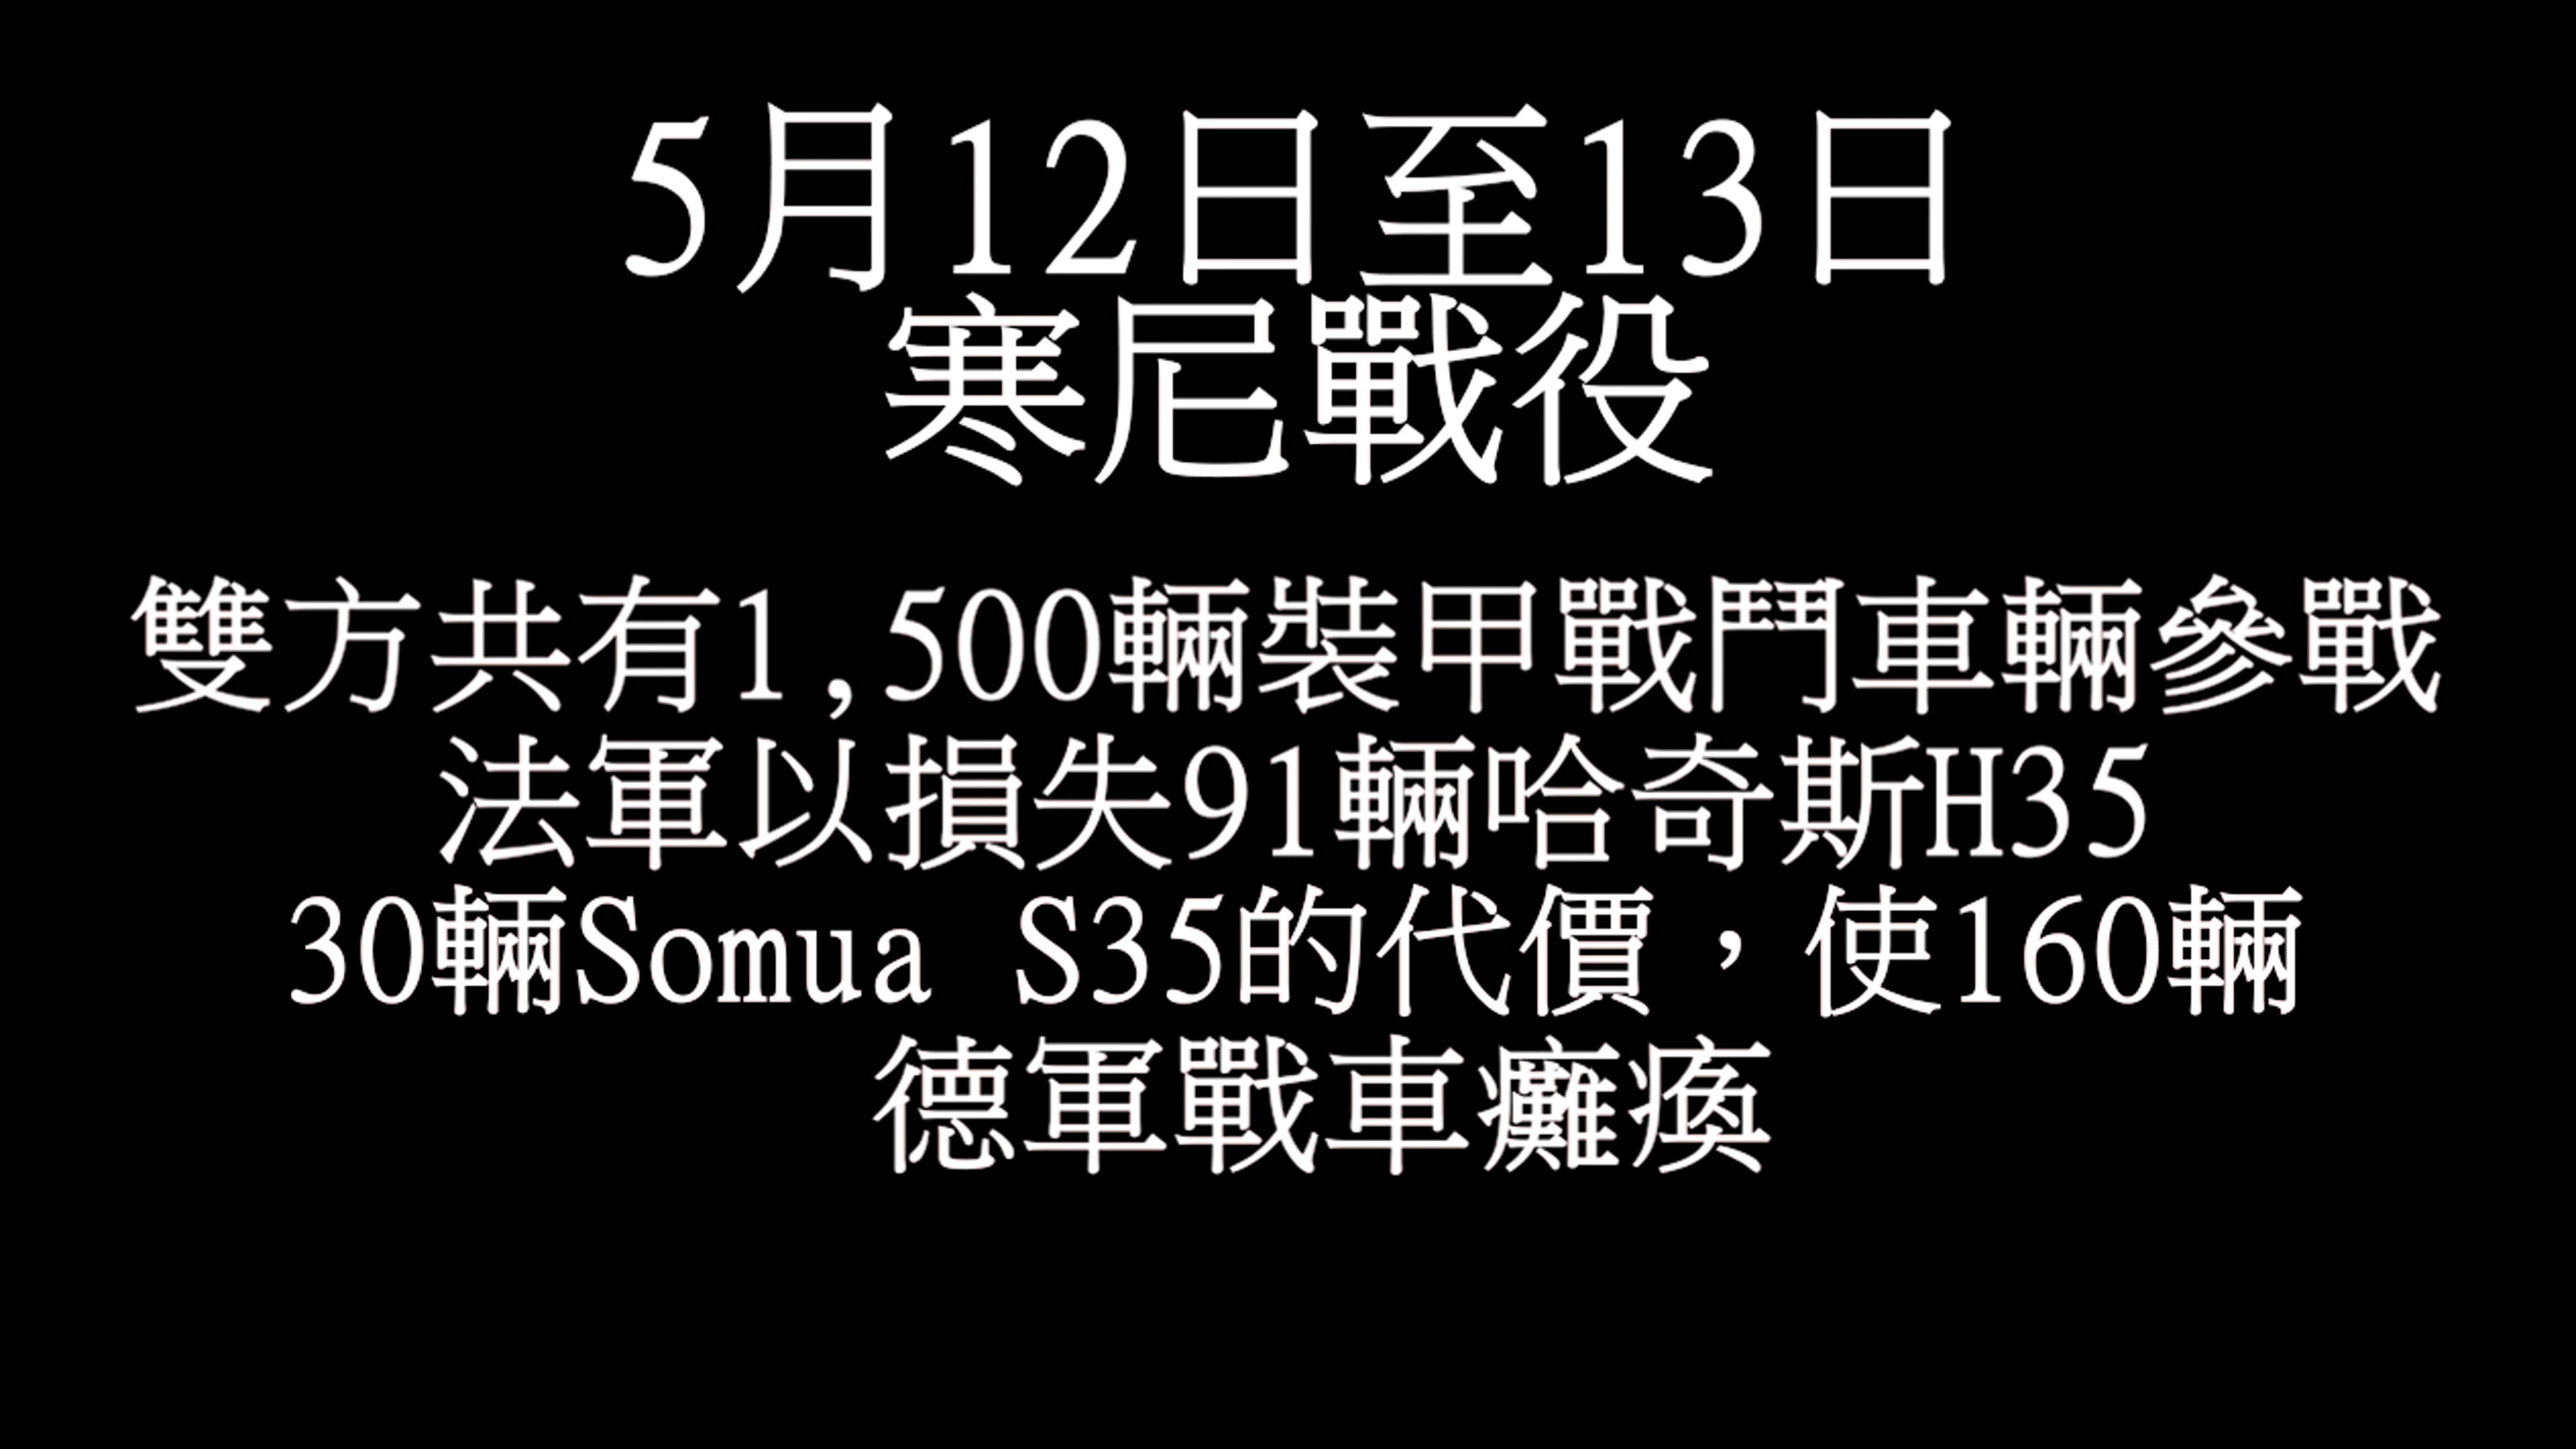 5月12日至13日
寒尼戰役
雙方共有1,500輛裝甲戰鬥車輛參戰
法軍以損失91輛哈奇斯H35
30輛Somua S35的代價，使160輛
德軍戰車癱瘓